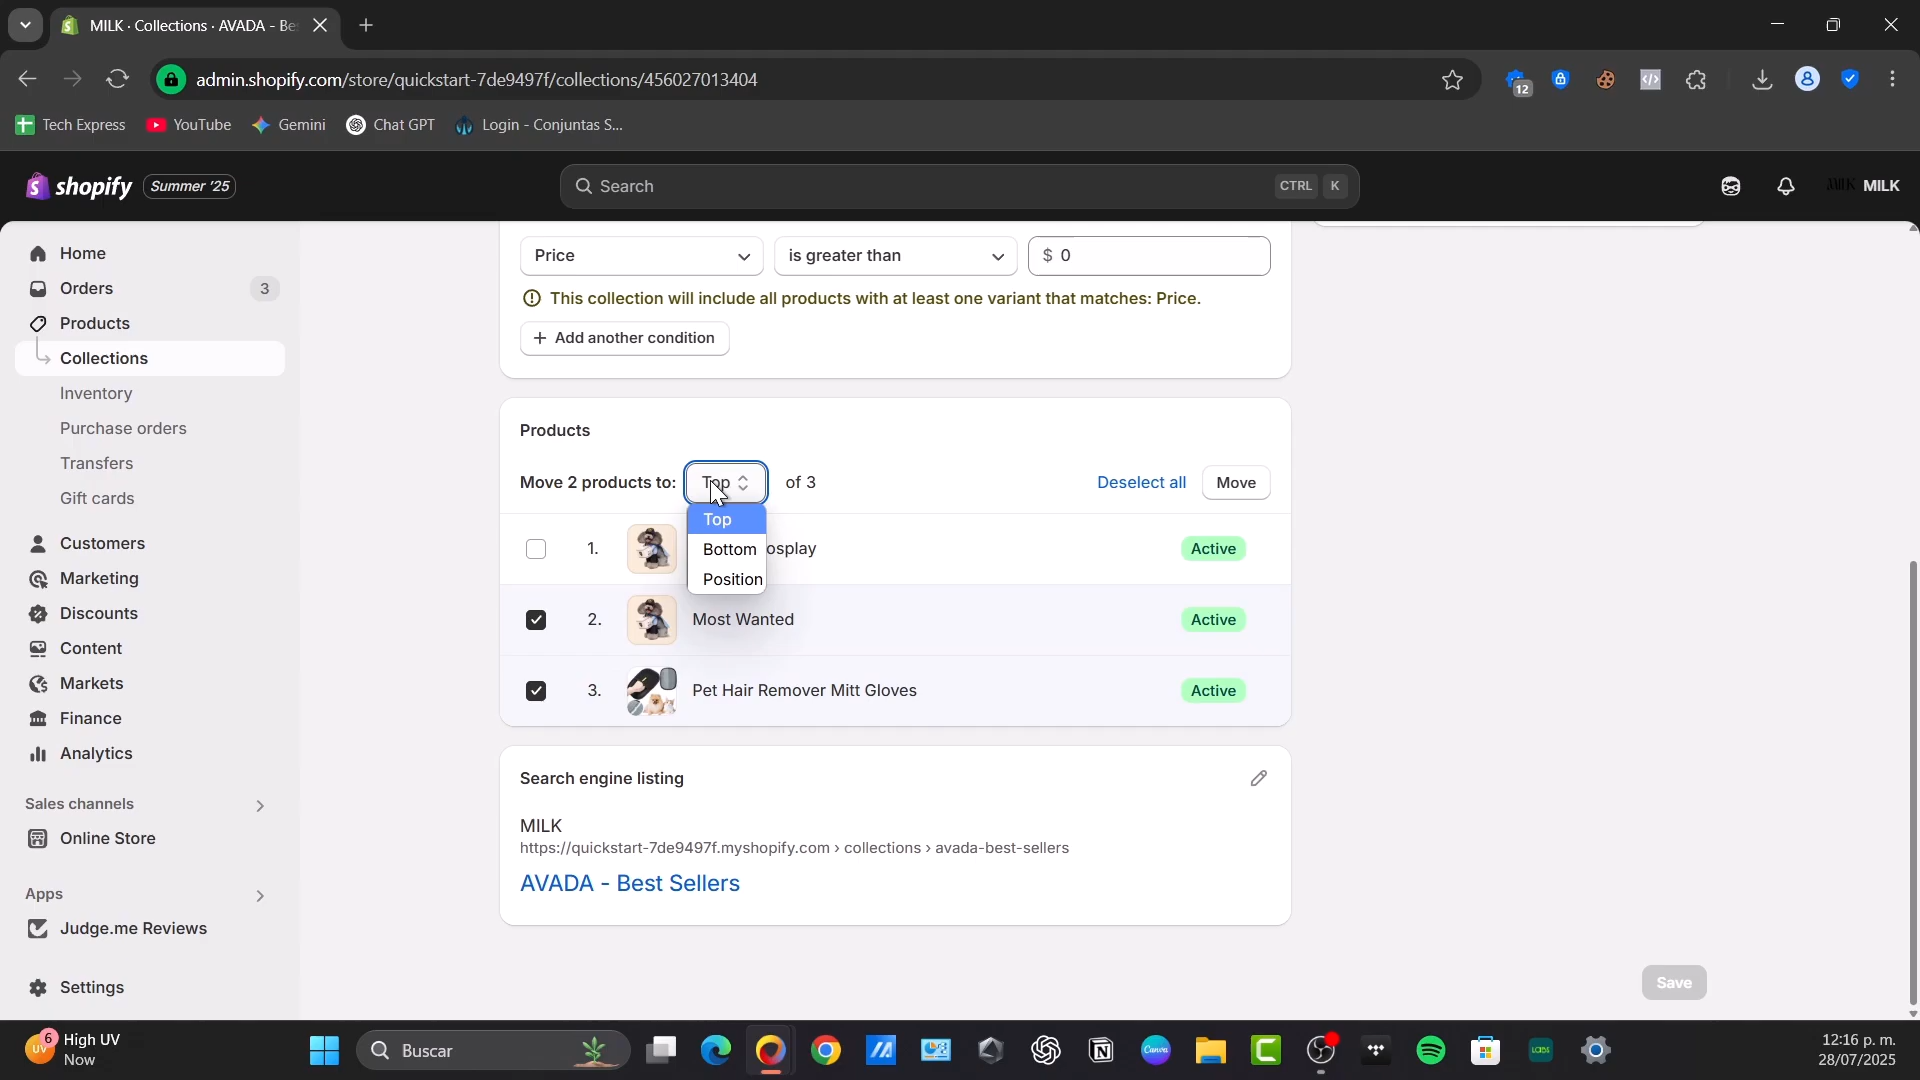 MILK · Collections · AVADA - Be
admin.shopify.com/store/quickstart-7de9497f/collections/456027013404
12
Tech Express
YouTube
Gemini
Chat GPT
Login - Conjuntas S...
shopify
Summer '25
Search
CTRL K
MILK
Home
Orders
3
Products
Collections
Inventory
Purchase orders
Transfers
Gift cards
Customers
Marketing
Discounts
Content
Markets
Finance
Analytics
Sales channels
Online Store
Apps
Judge.me Reviews
Settings
Price
is greater than
$ 0
This collection will include all products with at least one variant that matches: Price.
+ Add another condition
Products
Move 2 products to:
Top
of 3
Deselect all
Move
Top
Bottom
Position
1.
osplay
Active
2.
Most Wanted
Active
3.
Pet Hair Remover Mitt Gloves
Active
Search engine listing
MILK
https://quickstart-7de9497f.myshopify.com › collections › avada-best-sellers
AVADA - Best Sellers
Save
6
UV
High UV
Now
Buscar
Canva
LABS
12:16 p. m.
28/07/2025